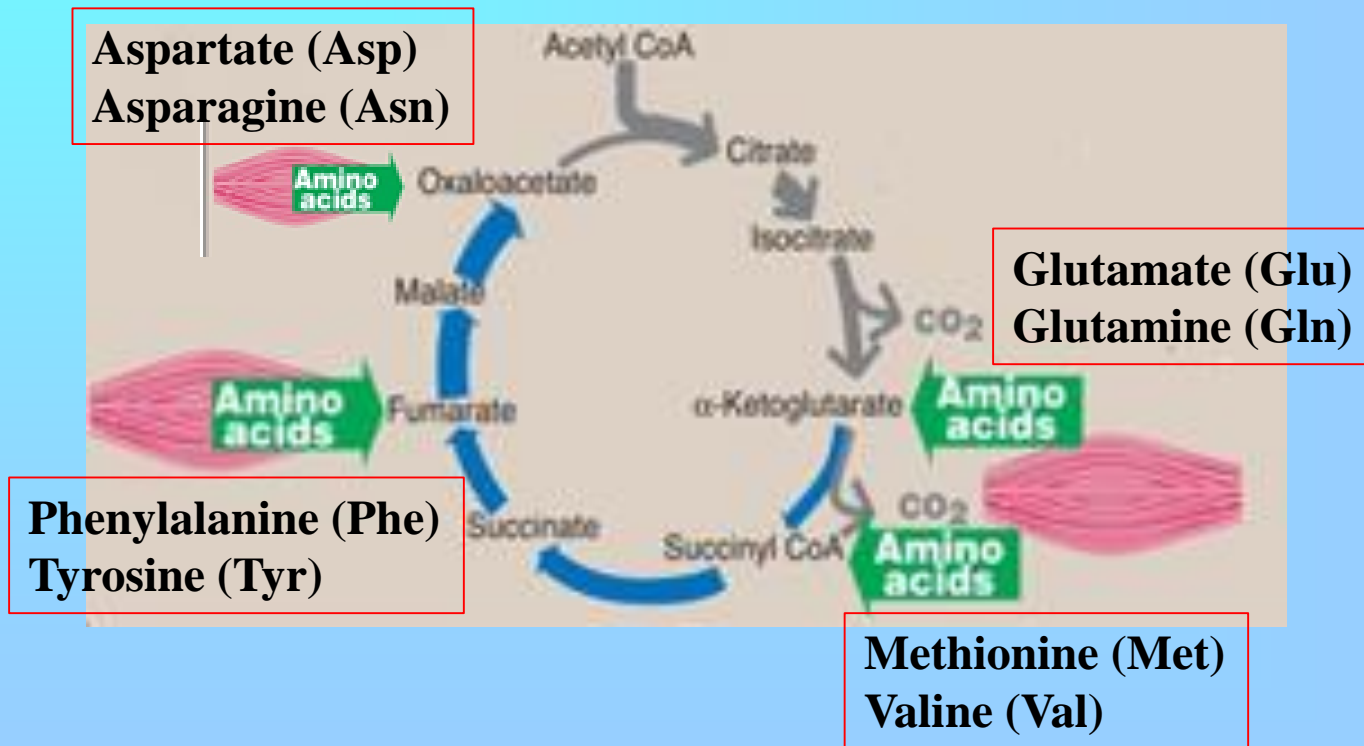 Aspartate (Asp)
Asparagine (Asn)
Acetyl CoA
Citrate
Amino
acids
Oxaloacetate
Isocitrate
Glutamate (Glu)
Glutamine (Gln)
Malate
CO2
Amino
acids
Fumarate
α-Ketoglutarate
Amino
acids
Phenylalanine (Phe)
Tyrosine (Tyr)
Succinate
CO2
Succinyl CoA
Amino
acids
Methionine (Met)
Valine (Val)